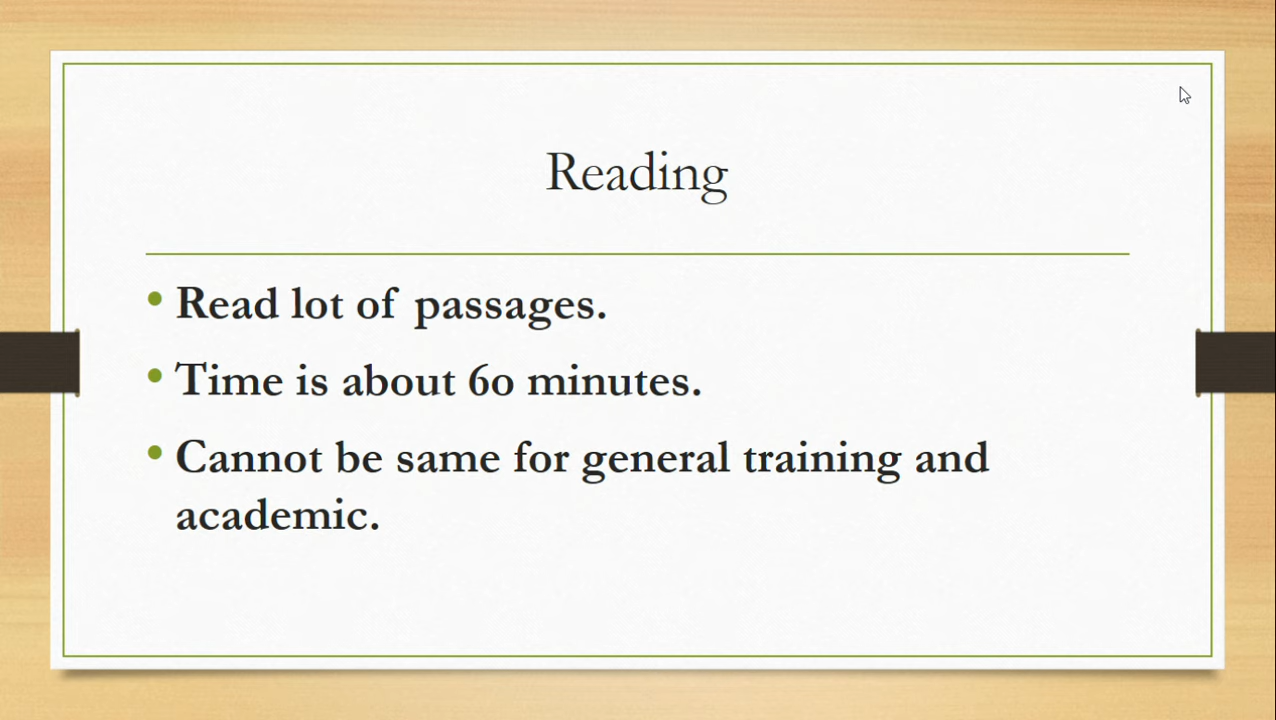 Reading
• Read lot of passages.
• Time is about 60 minutes.
• Cannot be same for general training and
academic.